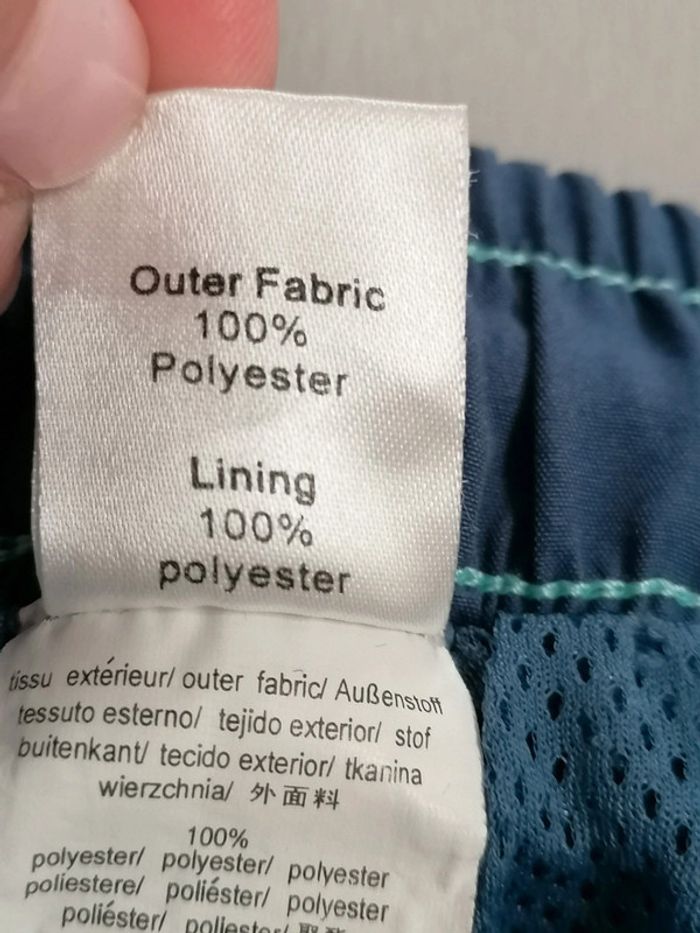 Outer Fabric
100%
Polyester
Lining
100%
polyester
tissu extérieur/ outer fabric/ Außenstoff
tessuto esterno/ tejido exterior/ stof
buitenkant/ tecido exterior/ tkanina
wierzchnia/ 外面料
100%
polyester/ polyester/ polyester
poliestere/ poliéster/ polyester
poliéster/ poliester/